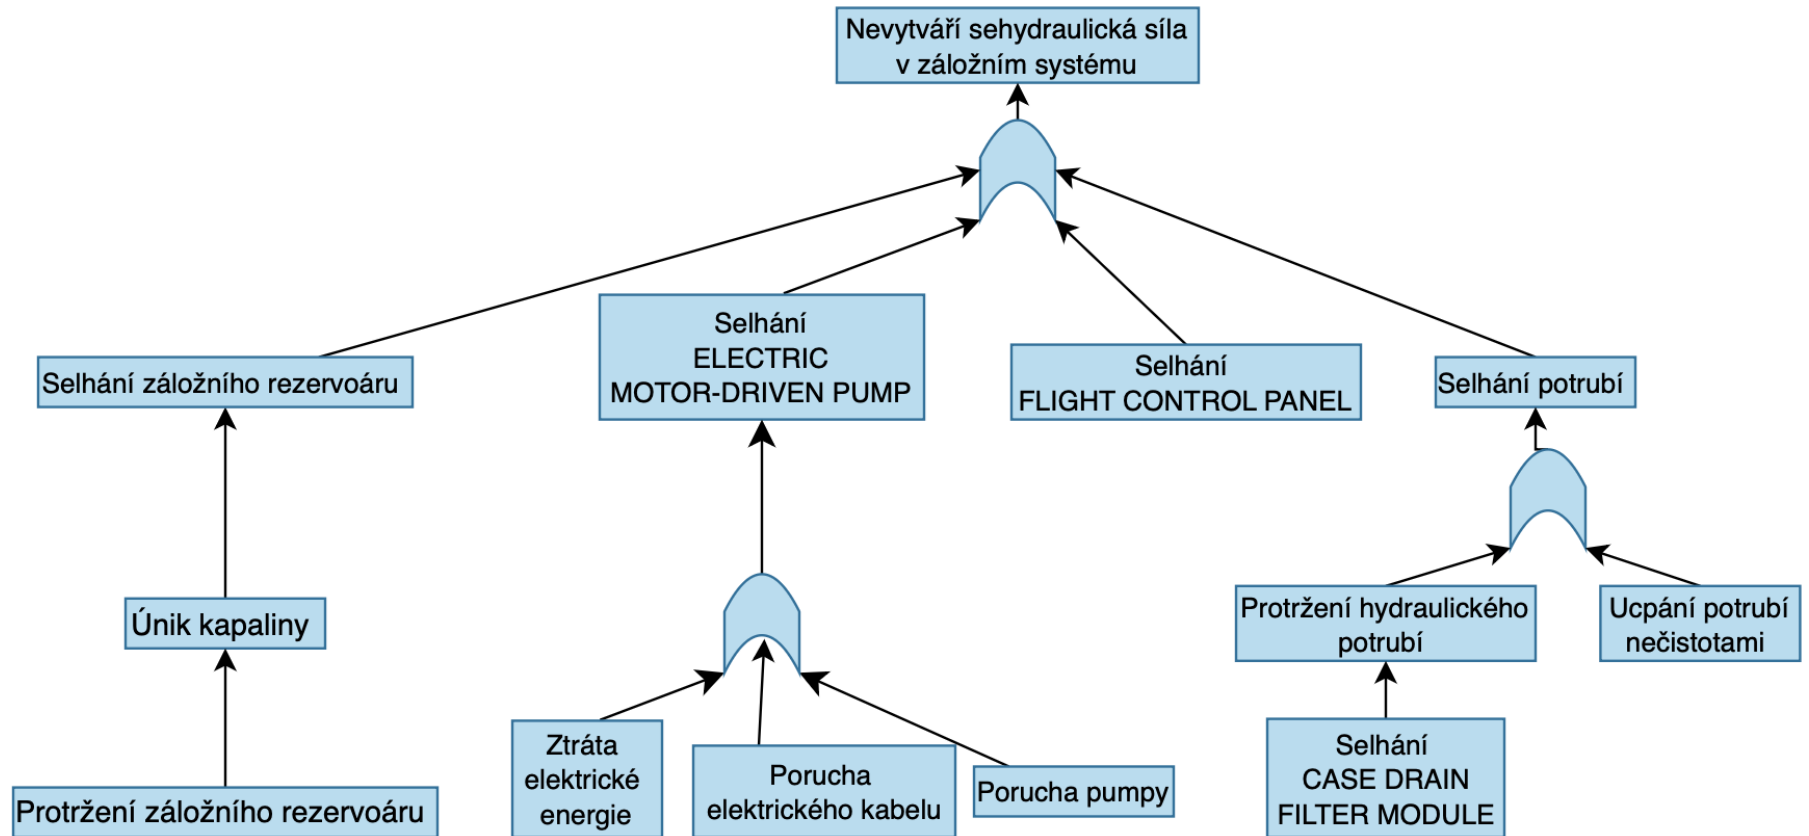 Nevytváří sehydraulická síla
v záložním systému
Selhání záložního rezervoáru
Selhání
ELECTRIC
MOTOR-DRIVEN PUMP
Selhání
FLIGHT CONTROL PANEL
Selhání potrubí
Únik kapaliny
Protržení hydraulického
potrubí
Ucpání potrubí
nečistotami
Protržení záložního rezervoáru
Ztráta
elektrické
energie
Porucha
elektrického kabelu
Porucha pumpy
Selhání
CASE DRAIN
FILTER MODULE